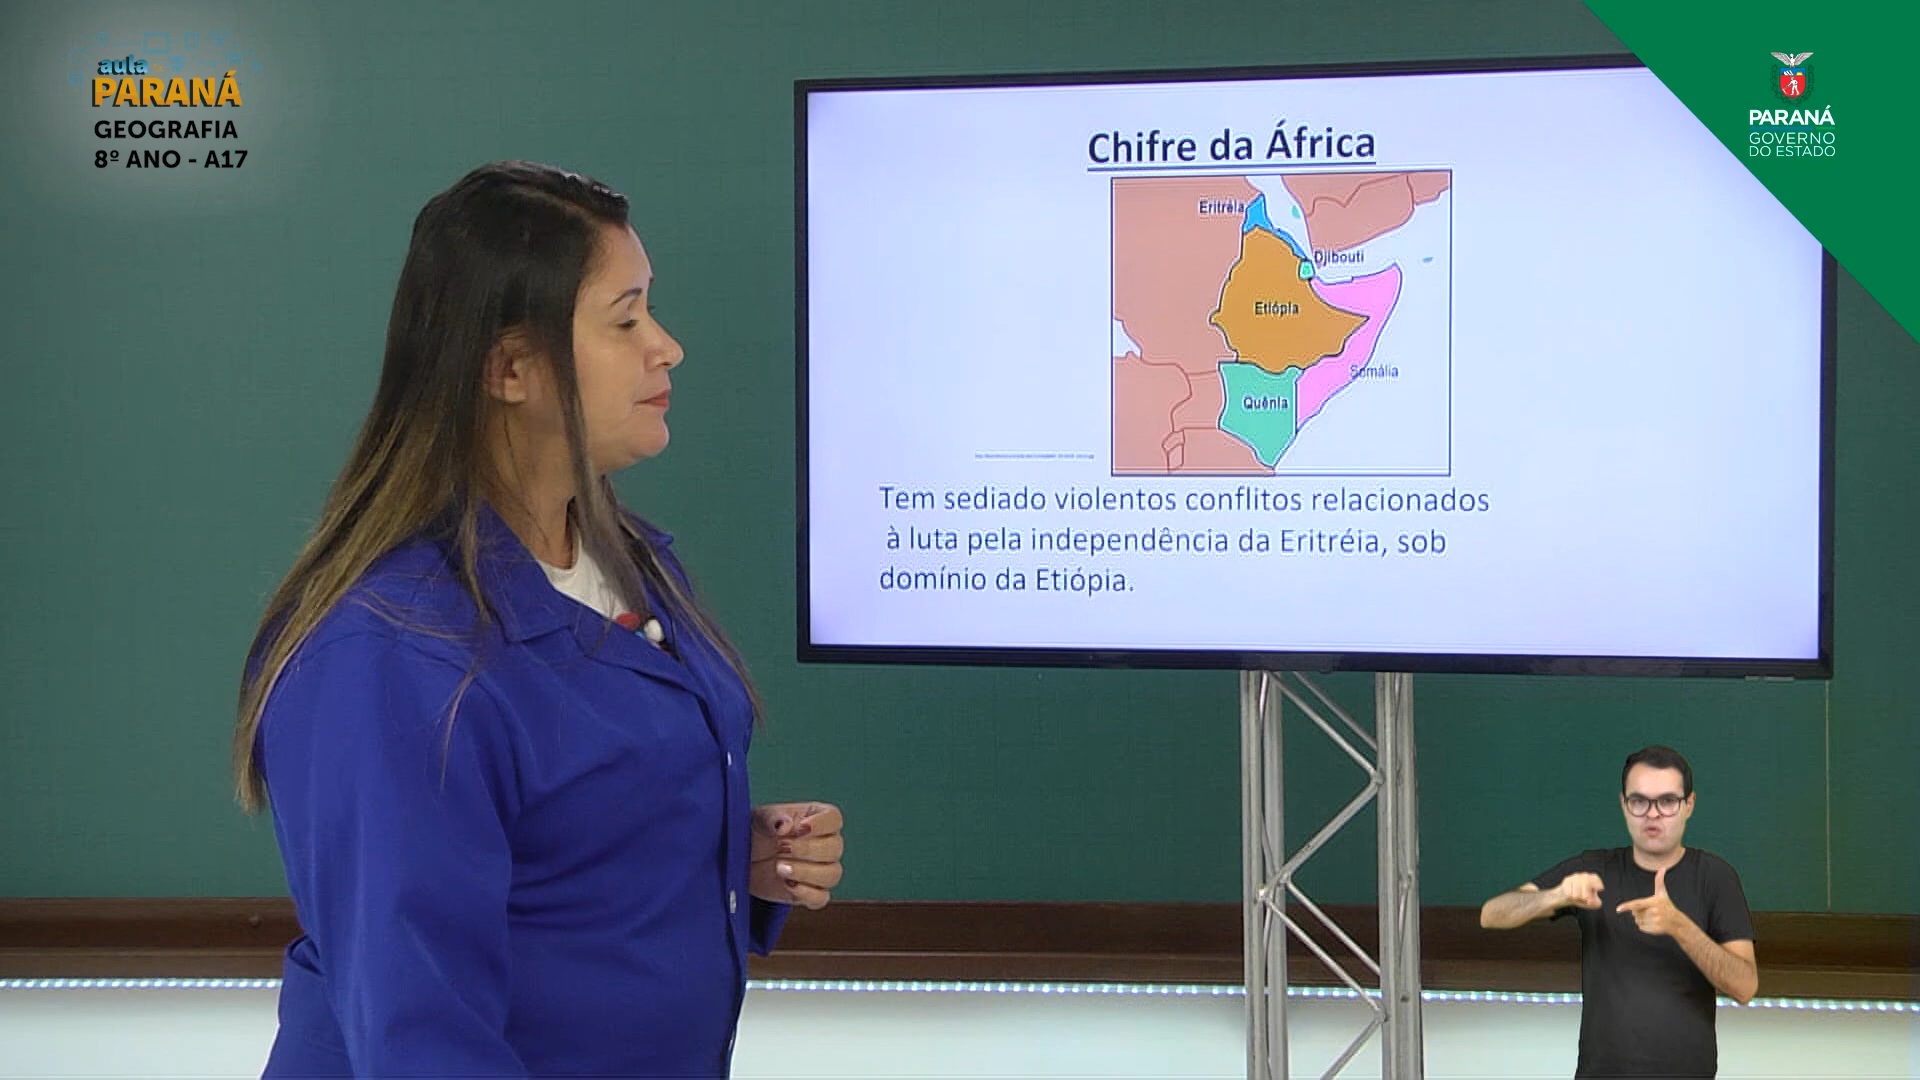 aula
PARANÁ
GEOGRAFIA
8º ANO - A17
PARANÁ
GOVERNO
DO ESTADO
Chifre da África
Eritréia
Djibouti
Etiópia
Somália
Quênia
Tem sediado violentos conflitos relacionados
à luta pela independência da Eritréia, sob
domínio da Etiópia.